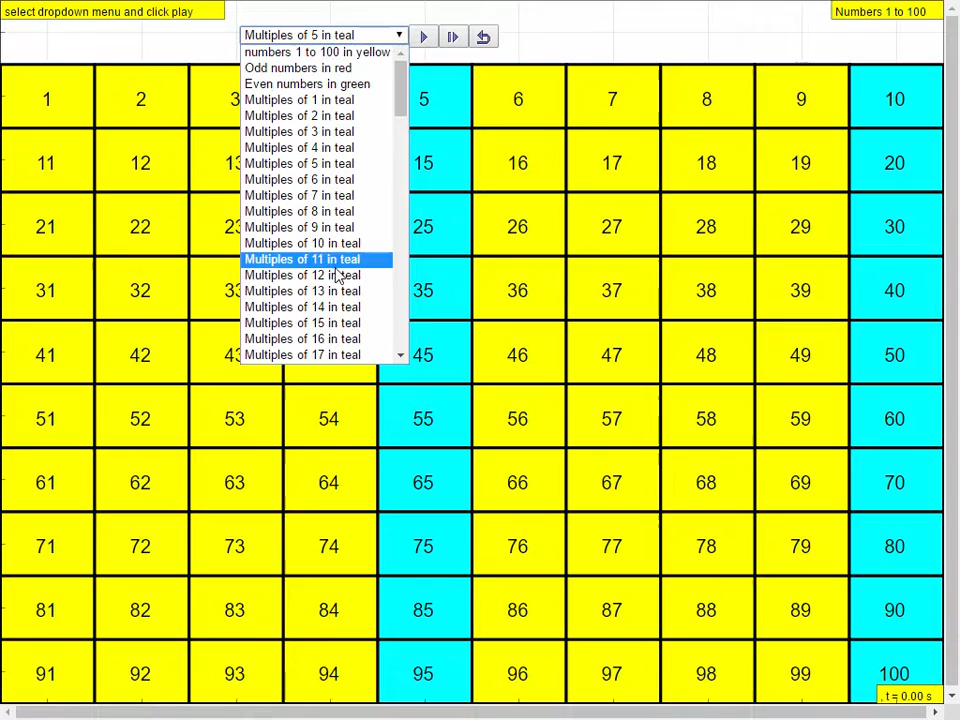 select dropdown menu and click play
Numbers 1 to 100
Multiples of 5 in teal
numbers 1 to 100 in yellow
Odd numbers in red
Even numbers in green
Multiples of 1 in teal
Multiples of 2 in teal
Multiples of 3 in teal
Multiples of 4 in teal
Multiples of 5 in teal
Multiples of 6 in teal
Multiples of 7 in teal
Multiples of 8 in teal
Multiples of 9 in teal
Multiples of 10 in teal
Multiples of 11 in teal
Multiples of 12 in teal
Multiples of 13 in teal
Multiples of 14 in teal
Multiples of 15 in teal
Multiples of 16 in teal
Multiples of 17 in teal
1 2 3 5 6 7 8 9 10
11 12 13 15 16 17 18 19 20
21 22 23 25 26 27 28 29 30
31 32 33 35 36 37 38 39 40
41 42 43 45 46 47 48 49 50
51 52 53 54 55 56 57 58 59 60
61 62 63 64 65 66 67 68 69 70
71 72 73 74 75 76 77 78 79 80
81 82 83 84 85 86 87 88 89 90
91 92 93 94 95 96 97 98 99 100
, t = 0.00 s